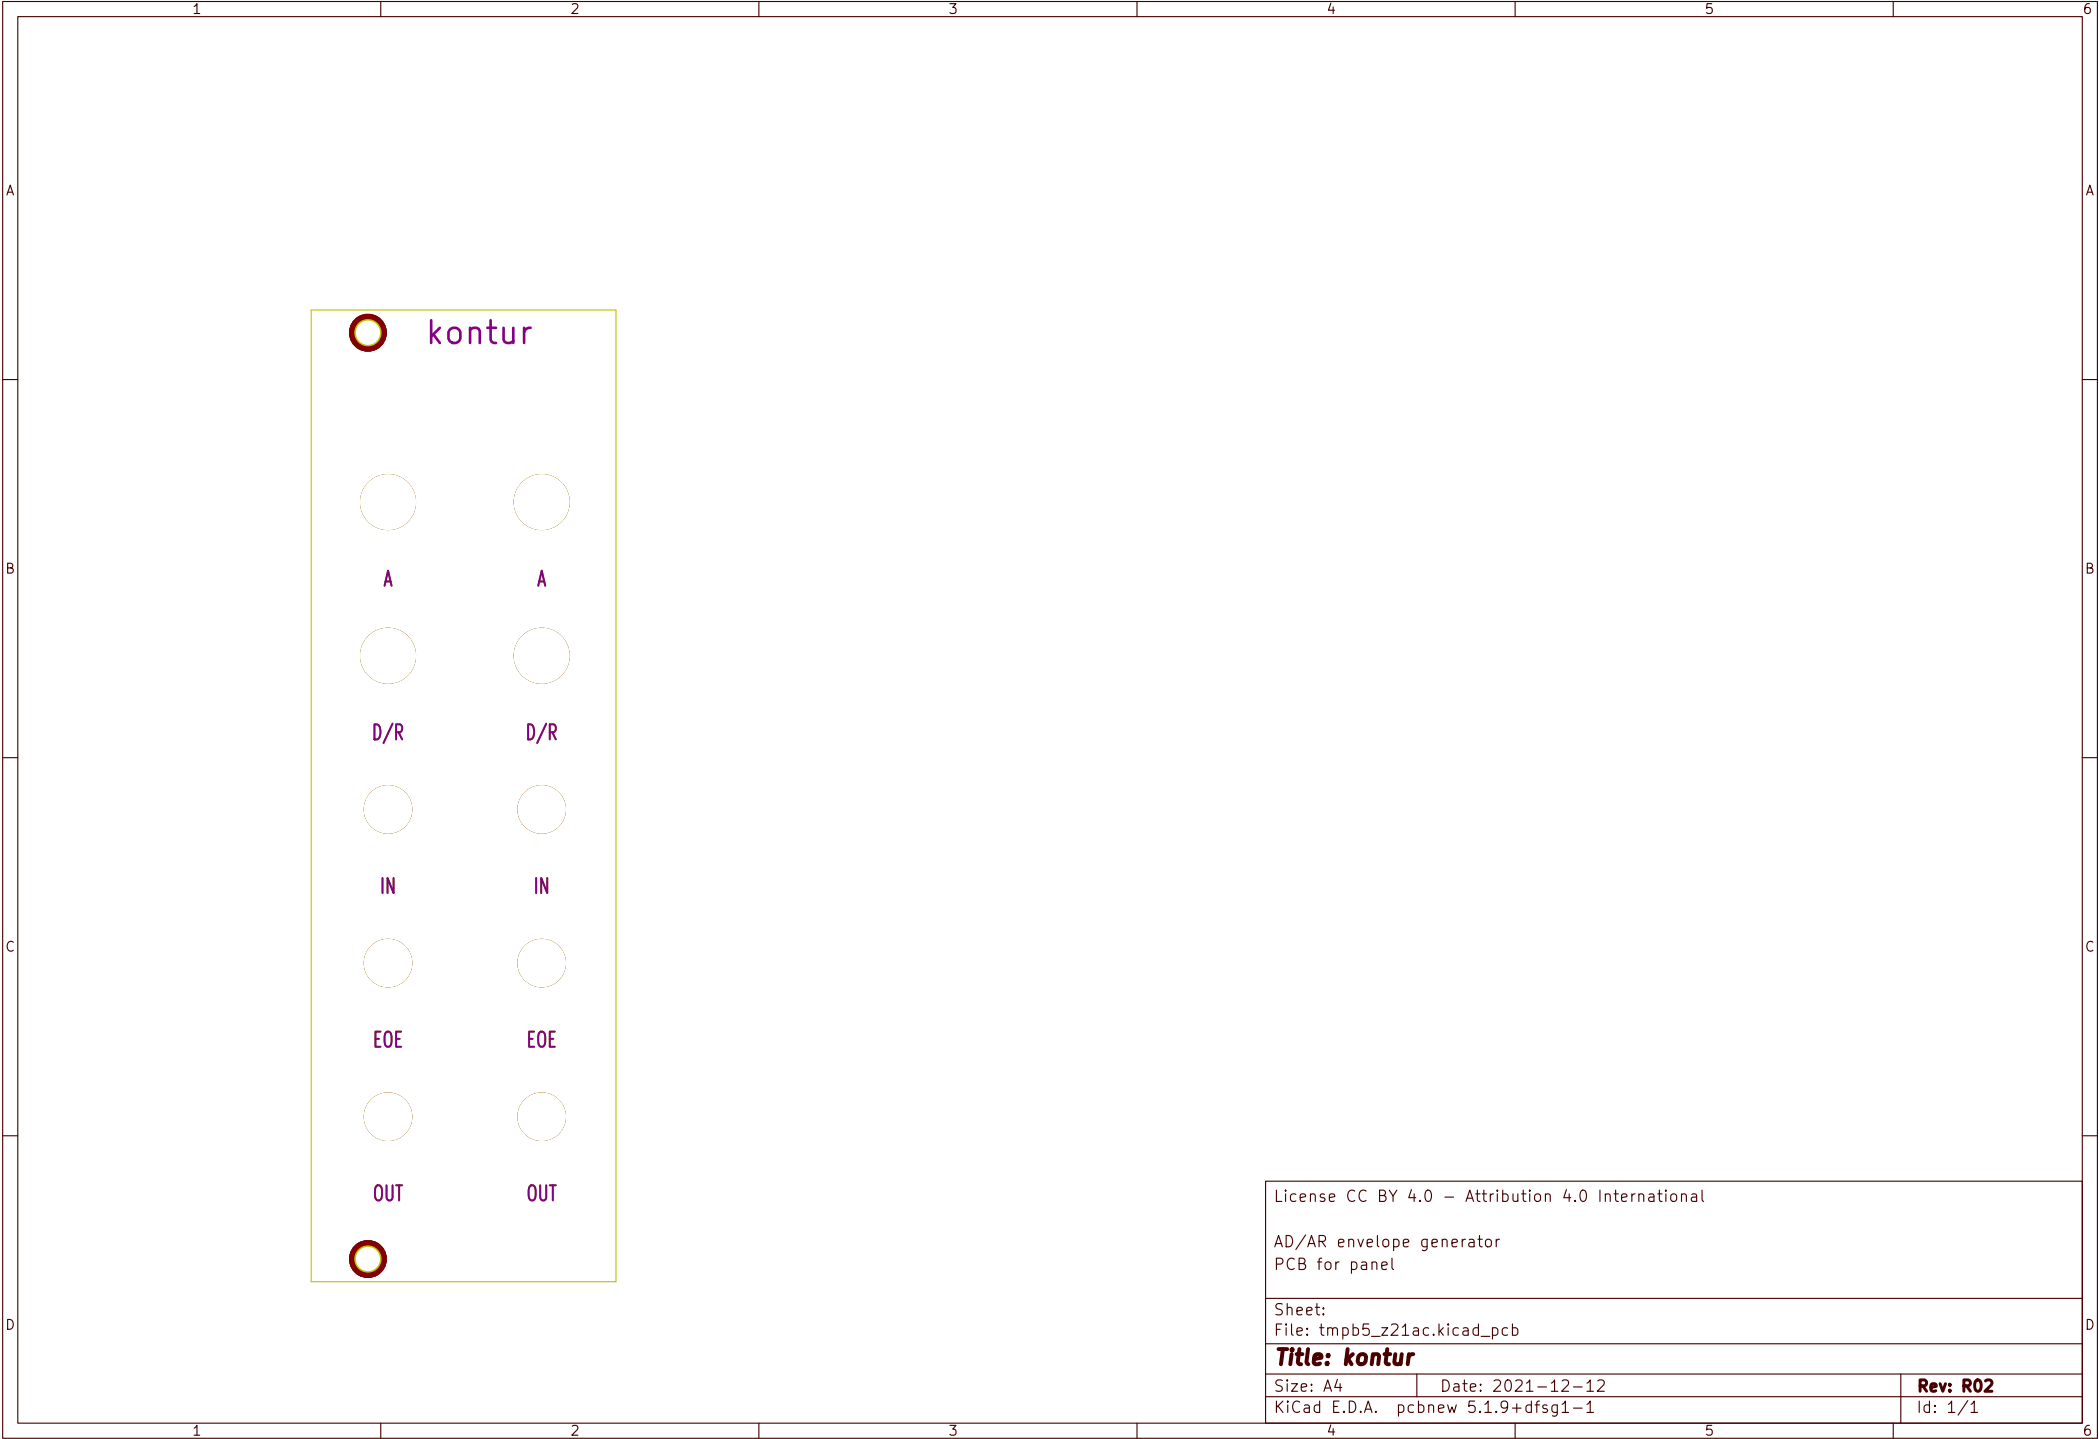 1 2 3 4 5 6
A A
kontur
B B
A A
D/R D/R
IN IN
C C
EOE EOE
OUT OUT
License CC BY 4.0 - Attribution 4.0 International
AD/AR envelope generator
PCB for panel
Sheet:
D D
File: tmpb5_z21ac.kicad_pcb
Title: kontur
Size: A4 Date: 2021-12-12 Rev: R02
KiCad E.D.A. pcbnew 5.1.9+dfsg1-1 Id: 1/1
1 2 3 4 5 6